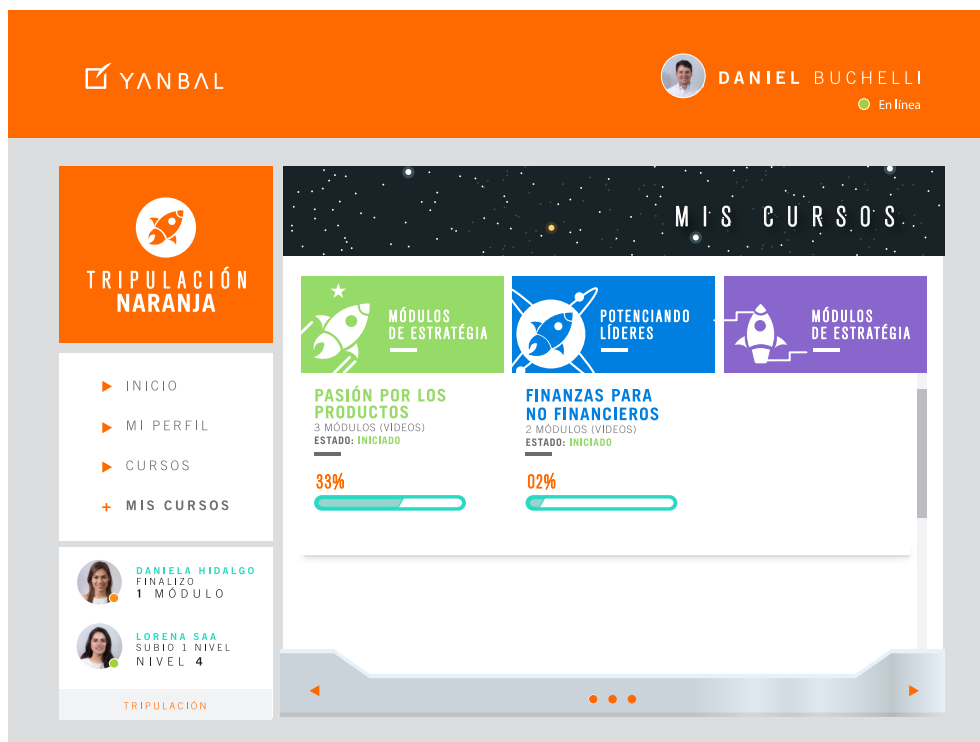 YANBAL
DANIEL BUCHELLI
En línea
TRIPULACIÓN
NARANJA
INICIO
MI PERFIL
CURSOS
+ MIS CURSOS
DANIELA HIDALGO
FINALIZO
1 MÓDULO
LORENA SAA
SUBIO 1 NIVEL
NIVEL 4
TRIPULACIÓN
MIS CURSOS
MÓDULOS
DE ESTRATÉGIA
POTENCIANDO
LÍDERES
MÓDULOS
DE ESTRATÉGIA
PASIÓN POR LOS
PRODUCTOS
3 MÓDULOS (VIDEOS)
ESTADO: INICIADO
33%
FINANZAS PARA
NO FINANCIEROS
2 MÓDULOS (VIDEOS)
ESTADO: INICIADO
02%